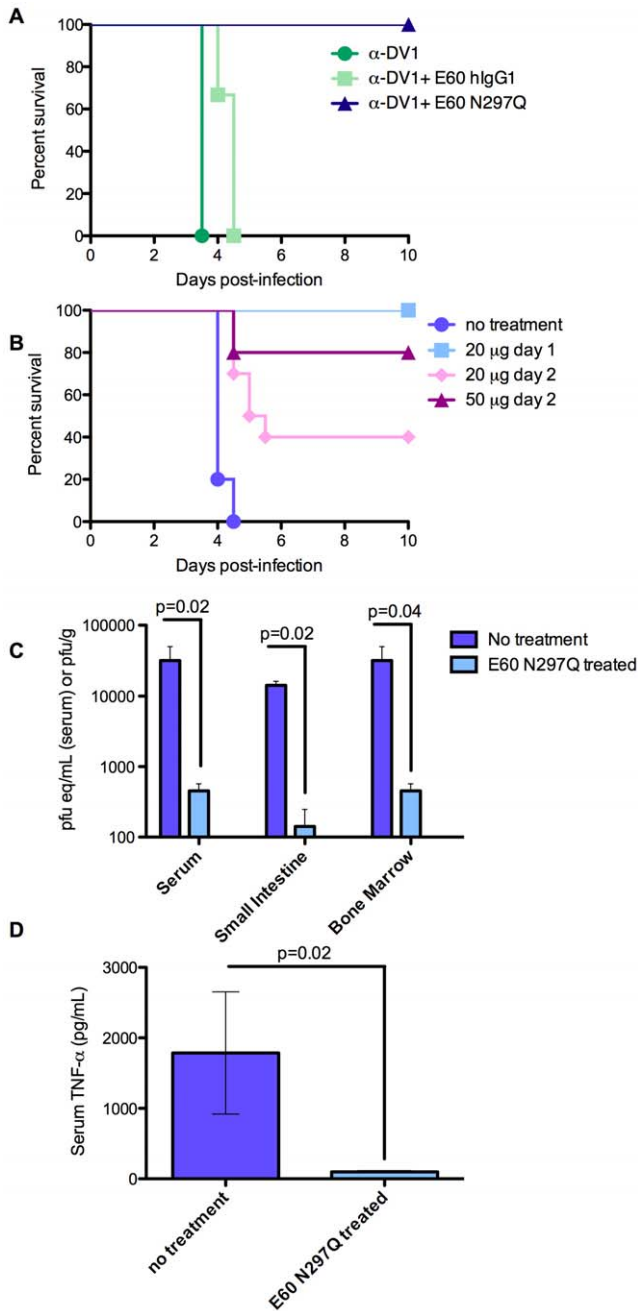 A
100
80
60
40
20
0
Percent survival
α-DV1
α-DV1+ E60 hIgG1
α-DV1+ E60 N297Q
0 2 4 6 8 10
Days post-infection
B
100
80
60
40
20
0
Percent survival
no treatment
20 µg day 1
20 µg day 2
50 µg day 2
0 2 4 6 8 10
Days post-infection
C
p=0.02
p=0.02
p=0.04
100000
10000
1000
100
pfu eq/mL (serum) or pfu/g
No treatment
E60 N297Q treated
Serum
Small Intestine
Bone Marrow
D
p=0.02
3000
2000
1000
0
Serum TNF-α (pg/mL)
no treatment
E60 N297Q treated